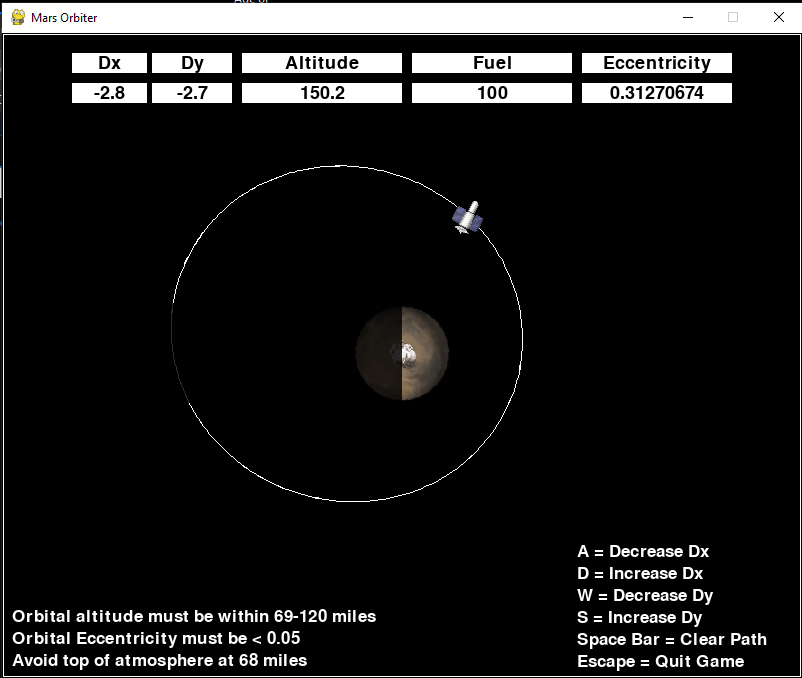 Mars Orbiter
Dx Dy Altitude Fuel Eccentricity
-2.8 -2.7 150.2 100 0.31270674
A = Decrease Dx
D = Increase Dx
W = Decrease Dy
S = Increase Dy
Space Bar = Clear Path
Escape = Quit Game
Orbital altitude must be within 69-120 miles
Orbital Eccentricity must be < 0.05
Avoid top of atmosphere at 68 miles